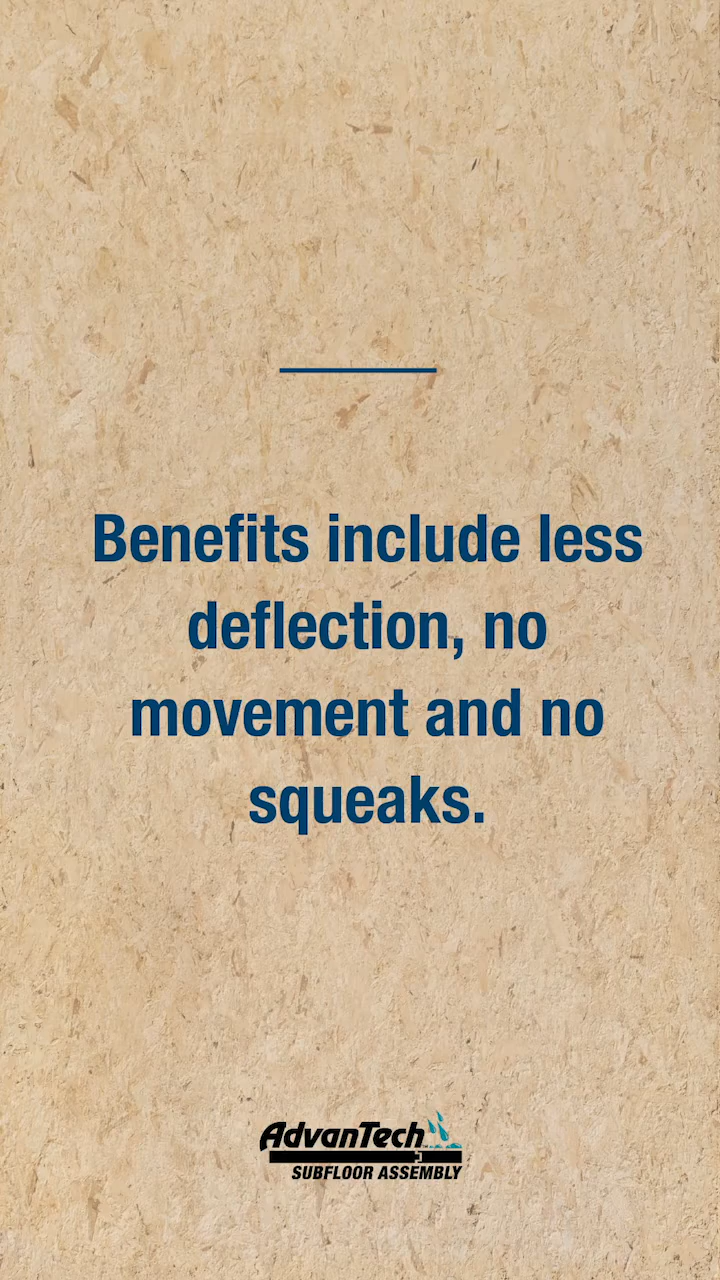 Benefits include less
deflection, no
movement and no
squeaks.
AdvanTech
SUBFLOOR ASSEMBLY